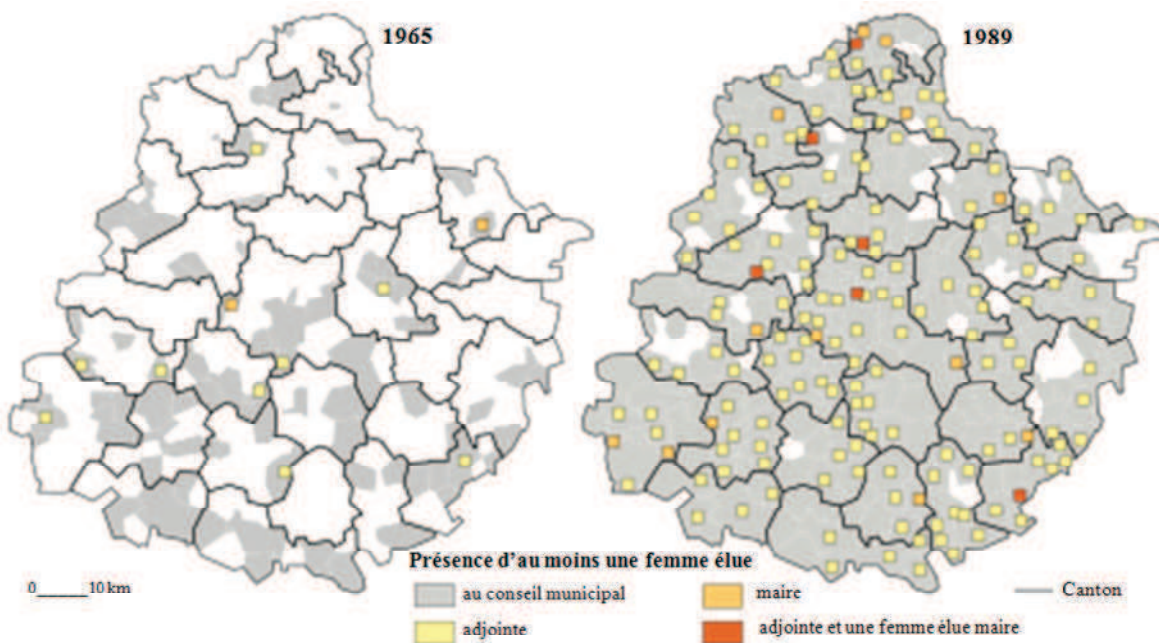 1965
1989
Présence d'au moins une femme élue
0 10 km
au conseil municipal
maire
Canton
adjointe
adjointe et une femme élue maire